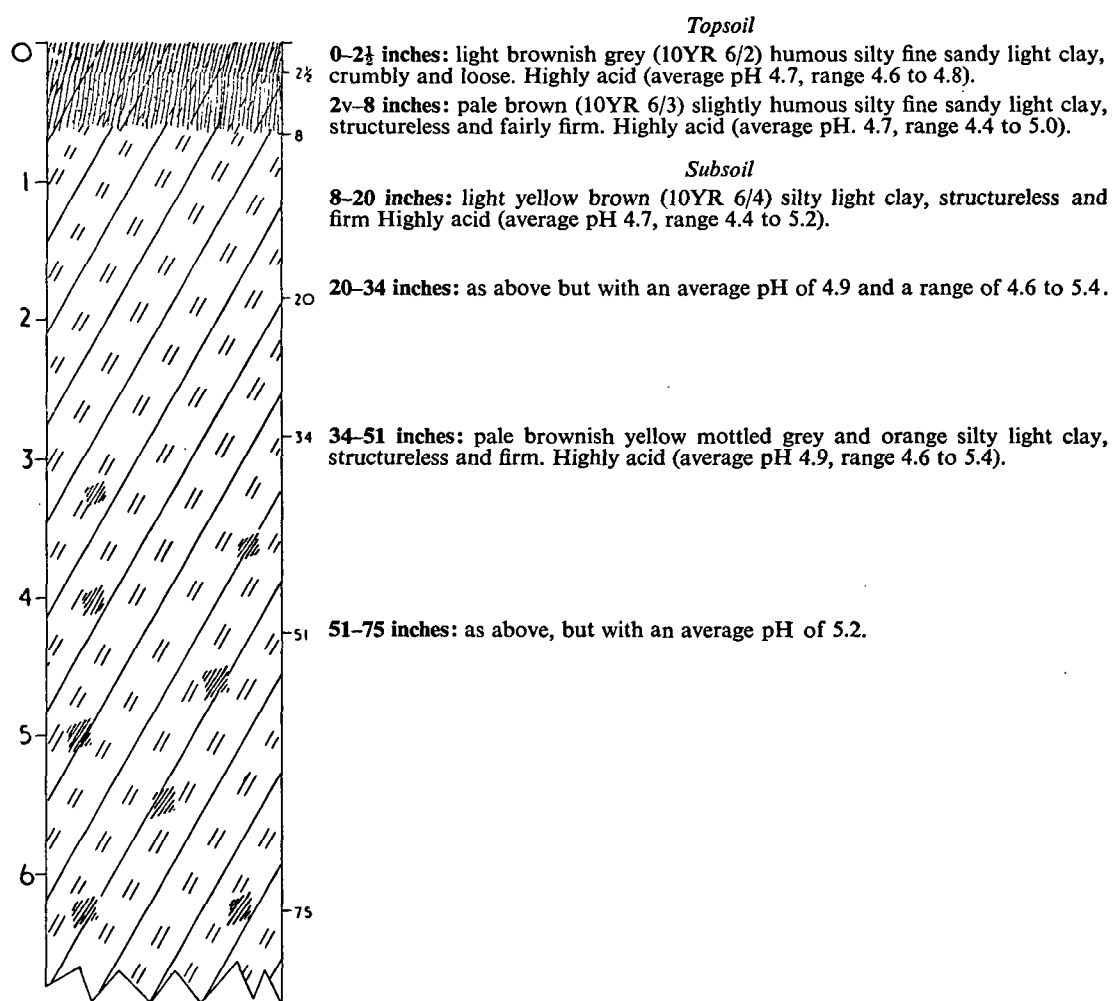 Topsoil
0–2½ inches: light brownish grey (10YR 6/2) humous silty fine sandy light clay,
crumbly and loose. Highly acid (average pH 4.7, range 4.6 to 4.8).
2v–8 inches: pale brown (10YR 6/3) slightly humous silty fine sandy light clay,
structureless and fairly firm. Highly acid (average pH. 4.7, range 4.4 to 5.0).
Subsoil
8–20 inches: light yellow brown (10YR 6/4) silty light clay, structureless and
firm Highly acid (average pH 4.7, range 4.4 to 5.2).
20–34 inches: as above but with an average pH of 4.9 and a range of 4.6 to 5.4.
34–51 inches: pale brownish yellow mottled grey and orange silty light clay,
structureless and firm. Highly acid (average pH 4.9, range 4.6 to 5.4).
51–75 inches: as above, but with an average pH of 5.2.
0
1
2
3
4
5
6
2½
8
20
34
51
75